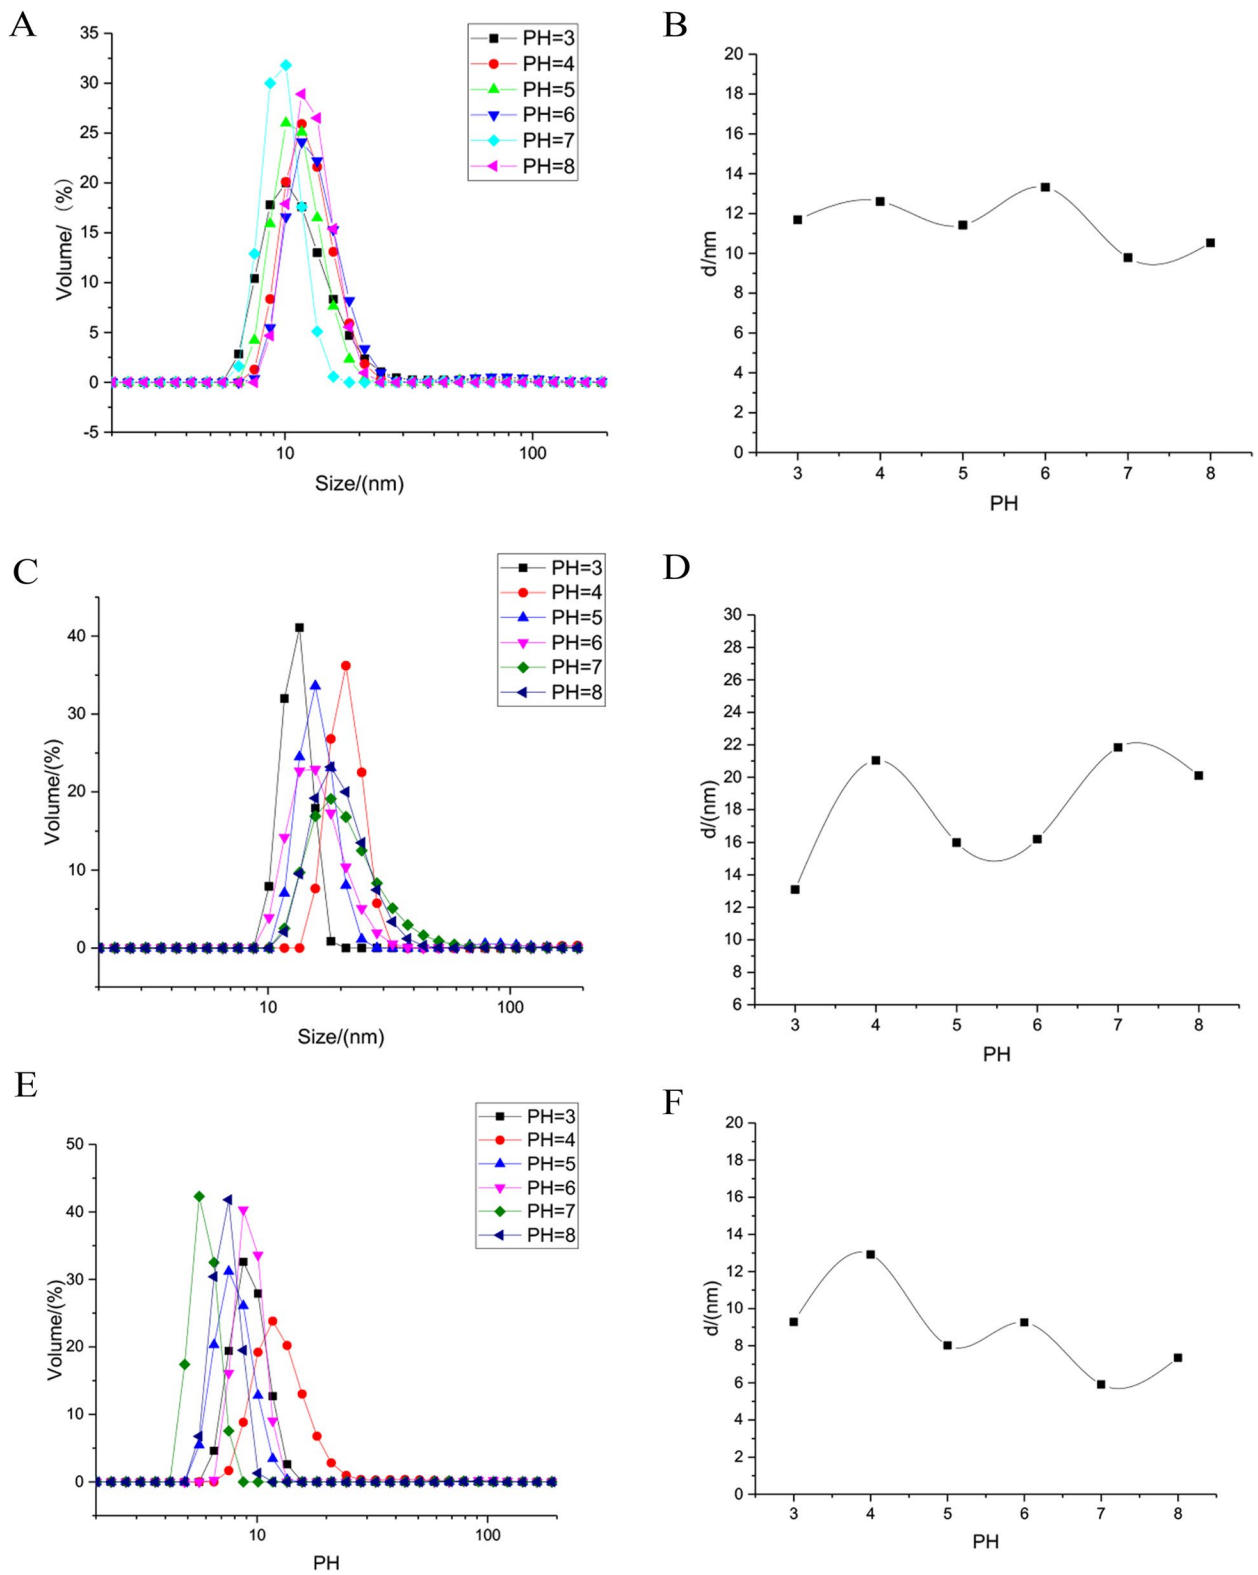 A
PH=3
PH=4
PH=5
PH=6
PH=7
PH=8
35
30
25
20
15
10
5
0
-5
Volume/ (%)
10
100
Size/(nm)
B
20
18
16
14
12
10
8
6
4
2
0
d/nm
3
4
5
6
7
8
PH
C
PH=3
PH=4
PH=5
PH=6
PH=7
PH=8
40
30
20
10
0
Volume/(%)
10
100
Size/(nm)
D
30
28
26
24
22
20
18
16
14
12
10
8
6
d/(nm)
3
4
5
6
7
8
PH
E
PH=3
PH=4
PH=5
PH=6
PH=7
PH=8
50
40
30
20
10
0
Volume/(%)
10
100
PH
F
20
18
16
14
12
10
8
6
4
2
0
d/(nm)
3
4
5
6
7
8
PH